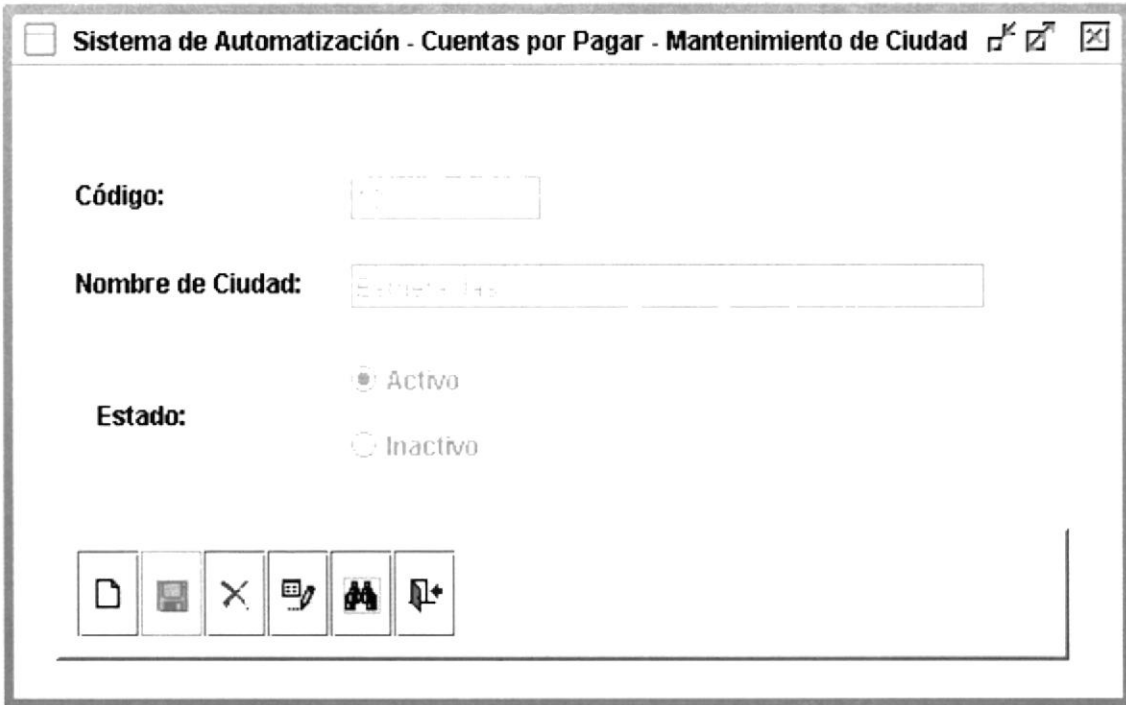 Sistema de Automatización - Cuentas por Pagar - Mantenimiento de Ciudad
Código:
Nombre de Ciudad:
Activo
Estado:
Inactivo